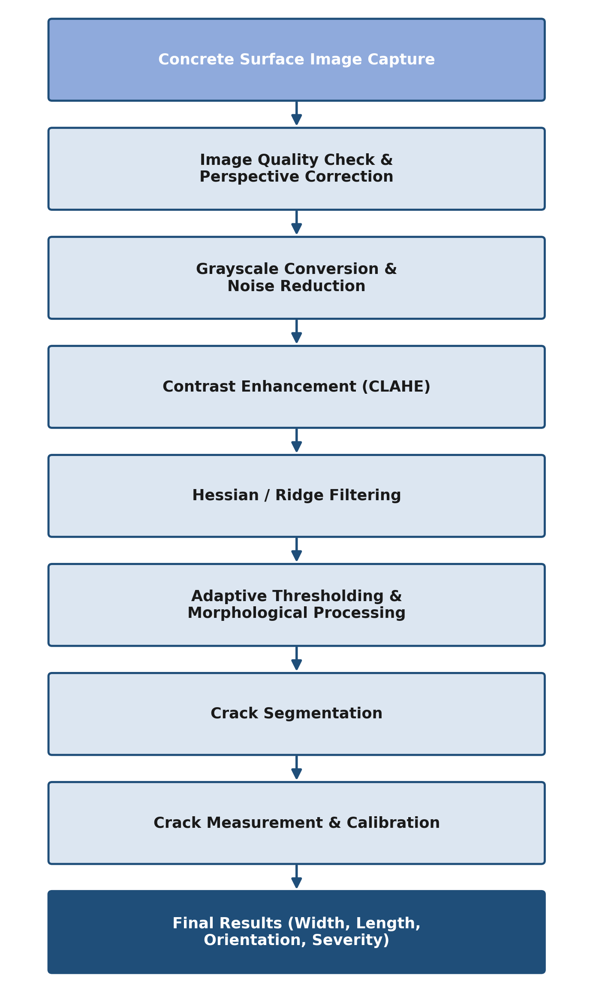 Concrete Surface Image Capture
Image Quality Check &
Perspective Correction
Grayscale Conversion &
Noise Reduction
Contrast Enhancement (CLAHE)
Hessian / Ridge Filtering
Adaptive Thresholding &
Morphological Processing
Crack Segmentation
Crack Measurement & Calibration
Final Results (Width, Length,
Orientation, Severity)